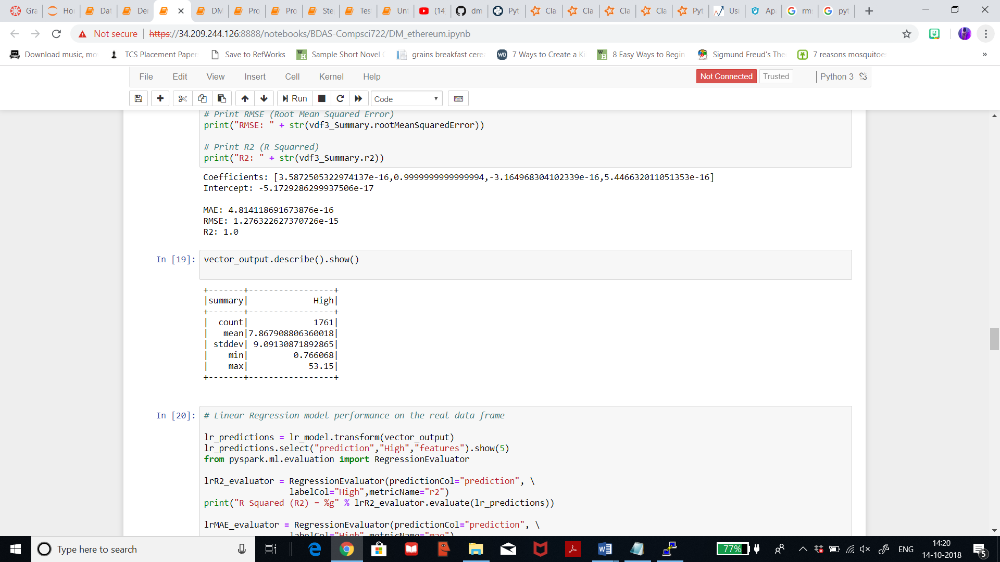 Gra
Ho
Dat
Der
DM
Pro
Pro
Ste
Tes
Unt
(14
dm
Pyt
Cla
Cla
Cla
Cla
Pyt
Usi
Ap
rms
pyt
Not secure
https://34.209.244.126:8888/notebooks/BDAS-Compsci722/DM_ethereum.ipynb
Download music, mo
TCS Placement Paper
Save to RefWorks
Sample Short Novel
grains breakfast cere
7 Ways to Create a Ki
8 Easy Ways to Begin
Sigmund Freud's The
7 reasons mosquitoe
»
File Edit View Insert Cell Kernel Help
Not Connected
Trusted
Python 3
Run
Code
# Print RMSE (Root Mean Squared Error)
print("RMSE: " + str(vdf3_Summary.rootMeanSquaredError))
# Print R2 (R Squarred)
print("R2: " + str(vdf3_Summary.r2))
Coefficients: [3.5872505322974137e-16,0.9999999999999994,-3.164968304102339e-16,5.446632011051353e-16]
Intercept: -5.1729286299937506e-17
MAE: 4.814118691673876e-16
RMSE: 1.276322627370726e-15
R2: 1.0
In [19]: vector_output.describe().show()
+-------+-----------------+
|summary|             High|
+-------+-----------------+
|  count|             1761|
|   mean|7.867908806360018|
| stddev| 9.09130871892865|
|    min|         0.766068|
|    max|            53.15|
+-------+-----------------+
In [20]: # Linear Regression model performance on the real data frame
lr_predictions = lr_model.transform(vector_output)
lr_predictions.select("prediction","High","features").show(5)
from pyspark.ml.evaluation import RegressionEvaluator
lrR2_evaluator = RegressionEvaluator(predictionCol="prediction", \
labelCol="High",metricName="r2")
print("R Squared (R2) = %g" % lrR2_evaluator.evaluate(lr_predictions))
lrMAE_evaluator = RegressionEvaluator(predictionCol="prediction", \
labelCol="High",metricName="mae")
Type here to search
77%
ENG
14:20
14-10-2018
5